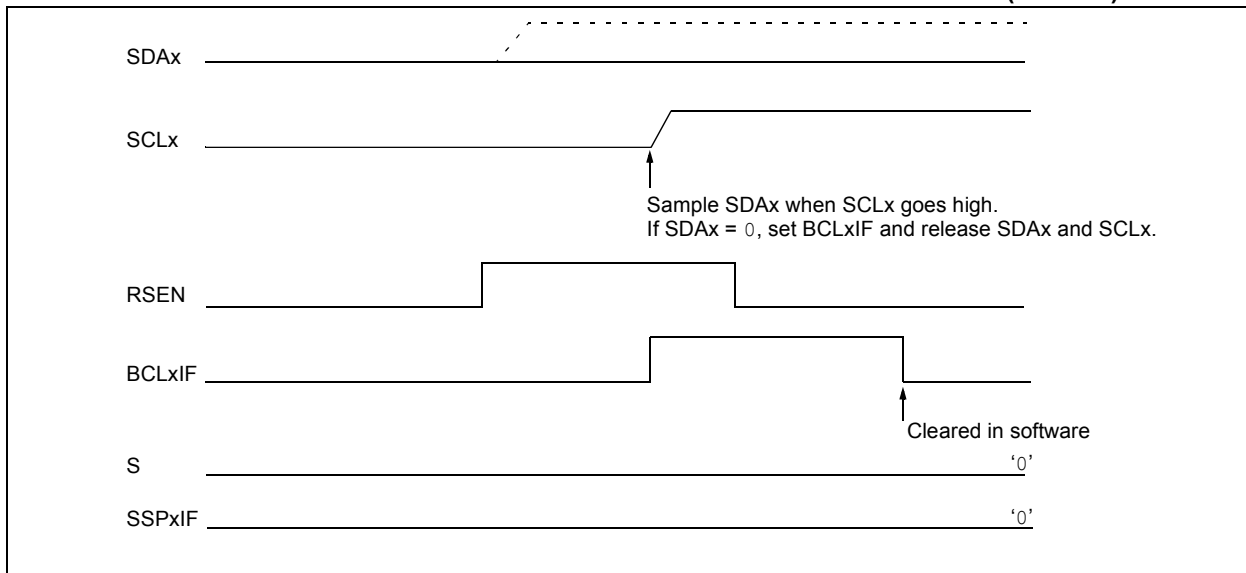 SDAx
SCLx
Sample SDAx when SCLx goes high.
If SDAx = 0, set BCLxIF and release SDAx and SCLx.
RSEN
BCLxIF
Cleared in software
S
‘0’
SSPxIF
‘0’